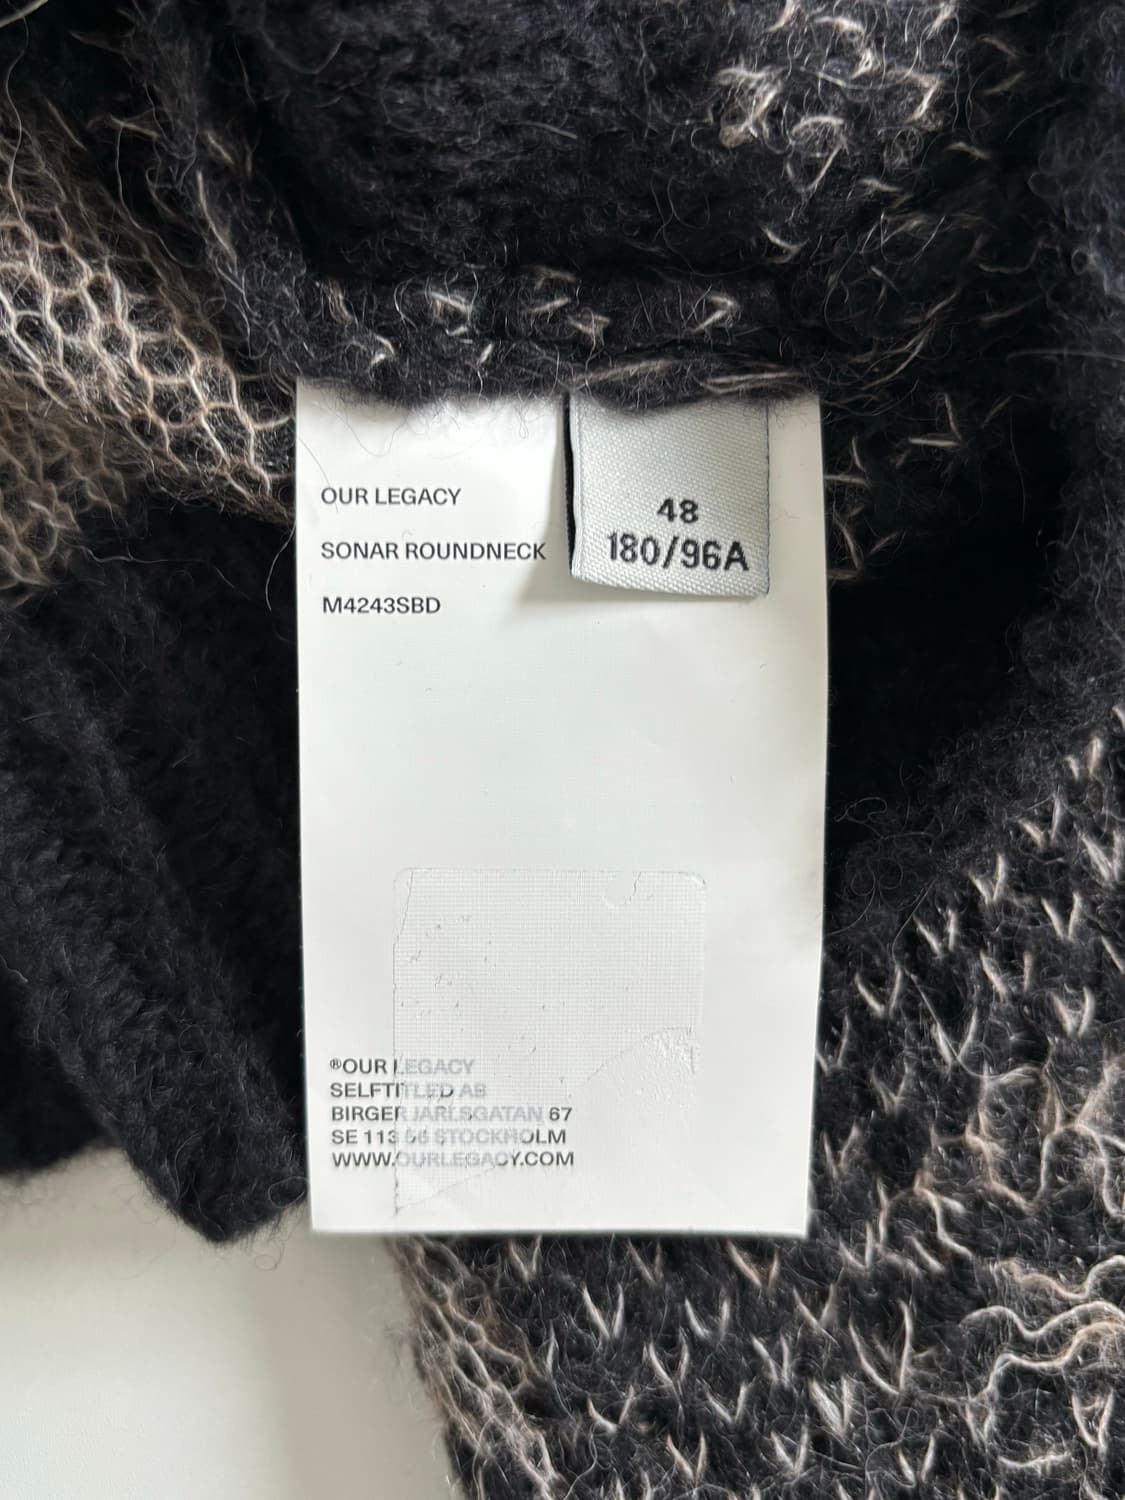 OUR LEGACY
SONAR ROUNDNECK
M4243SBD
48
180/96A
®OUR LEGACY
SELFTITLED AB
BIRGER JARLSGATAN 67
SE 113 56 STOCKHOLM
WWW.OURLEGACY.COM